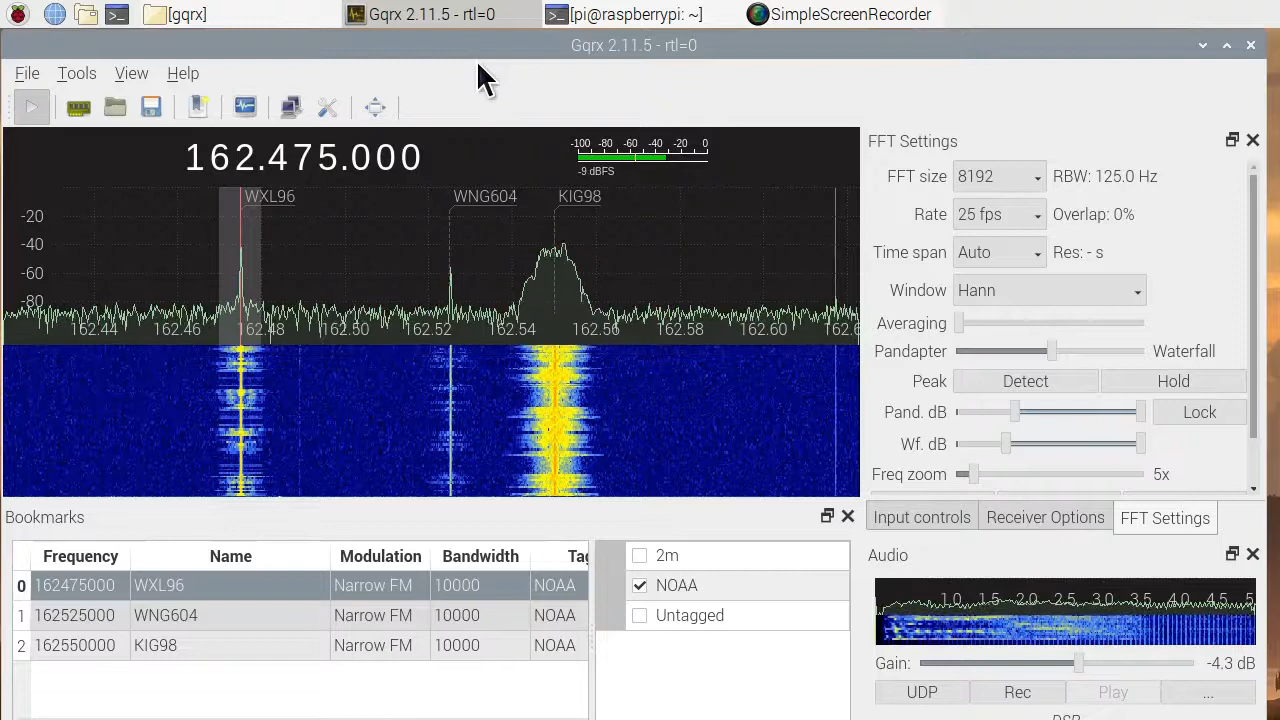 [gqrx] Gqrx 2.11.5 - rtl=0 [pi@raspberrypi: ~] SimpleScreenRecorder
Gqrx 2.11.5 - rtl=0
File Tools View Help
162.475.000
-100 -80 -60 -40 -20 0
-9 dBFS
WXL96 WNG604 KIG98
-20
-40
-60
-80
162.44 162.46 162.48 162.50 162.52 162.54 162.56 162.58 162.60 162.6
FFT Settings
FFT size 8192 RBW: 125.0 Hz
Rate 25 fps Overlap: 0%
Time span Auto Res: - s
Window Hann
Averaging
Pandapter Waterfall
Peak Detect Hold
Pand. dB Lock
Wf. dB
Freq zoom 5x
Input controls Receiver Options FFT Settings
Bookmarks
Frequency Name Modulation Bandwidth Tag
0 162475000 WXL96 Narrow FM 10000 NOAA
1 162525000 WNG604 Narrow FM 10000 NOAA
2 162550000 KIG98 Narrow FM 10000 NOAA
2m
NOAA
Untagged
Audio
1.0 1.5 2.0 2.5 3.0 3.5 4.0 4.5 5
Gain: -4.3 dB
UDP Rec Play ...
DSP